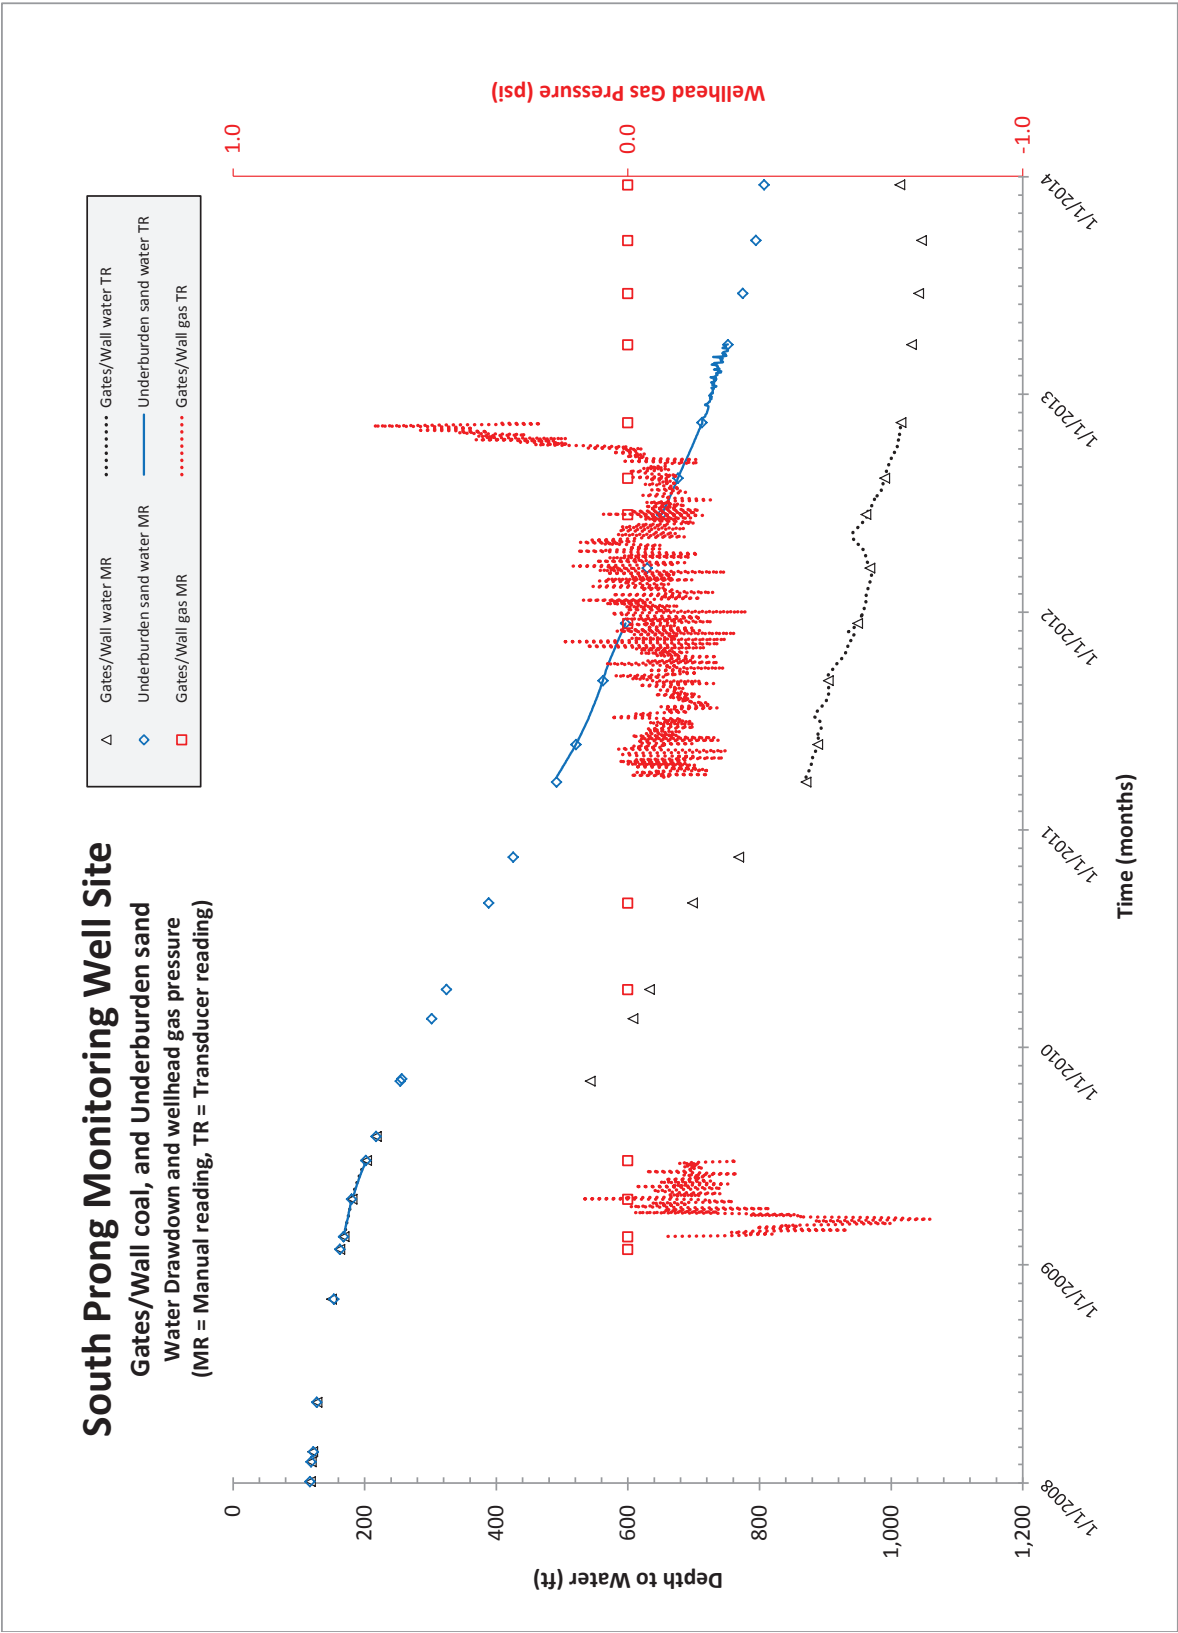 South Prong Monitoring Well Site
Gates/Wall coal, and Underburden sand
Water Drawdown and wellhead gas pressure
(MR = Manual reading, TR = Transducer reading)
Gates/Wall water MR
Gates/Wall water TR
Underburden sand water MR
Underburden sand water TR
Gates/Wall gas MR
Gates/Wall gas TR
Depth to Water (ft)
0
200
400
600
800
1,000
1,200
Wellhead Gas Pressure (psi)
1.0
0.0
-1.0
1/1/2008
1/1/2009
1/1/2010
1/1/2011
1/1/2012
1/1/2013
1/1/2014
Time (months)